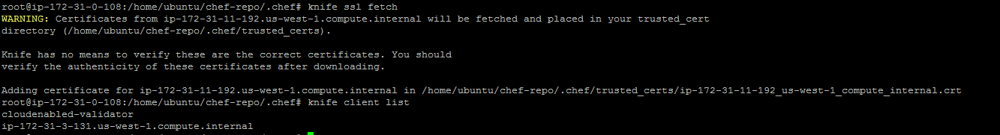 root@ip-172-31-0-108:/home/ubuntu/chef-repo/.chef# knife ssl fetch
WARNING: Certificates from ip-172-31-11-192.us-west-1.compute.internal will be fetched and placed in your trusted_cert
directory (/home/ubuntu/chef-repo/.chef/trusted_certs).
Knife has no means to verify these are the correct certificates. You should
verify the authenticity of these certificates after downloading.
Adding certificate for ip-172-31-11-192.us-west-1.compute.internal in /home/ubuntu/chef-repo/.chef/trusted_certs/ip-172-31-11-192_us-west-1_compute_internal.crt
root@ip-172-31-0-108:/home/ubuntu/chef-repo/.chef# knife client list
cloudenabled-validator
ip-172-31-3-131.us-west-1.compute.internal